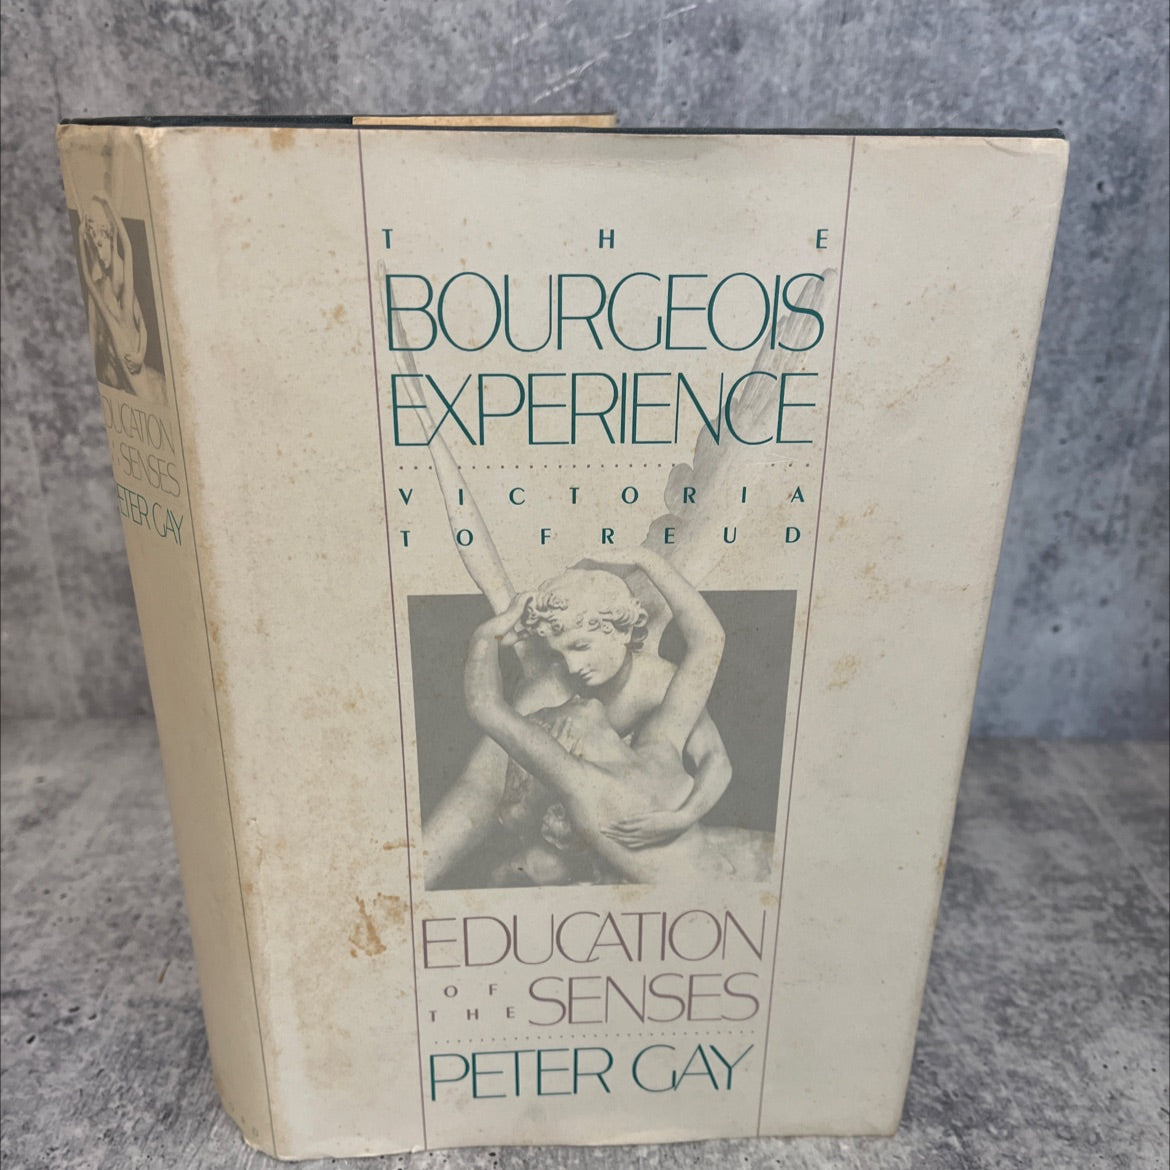 THE
BOURGEOIS
EXPERIENCE
VICTORIA
TO FREUD
EDUCATION
OF
THE SENSES
PETER GAY
EDUCATION
SENSES
PETER GAY